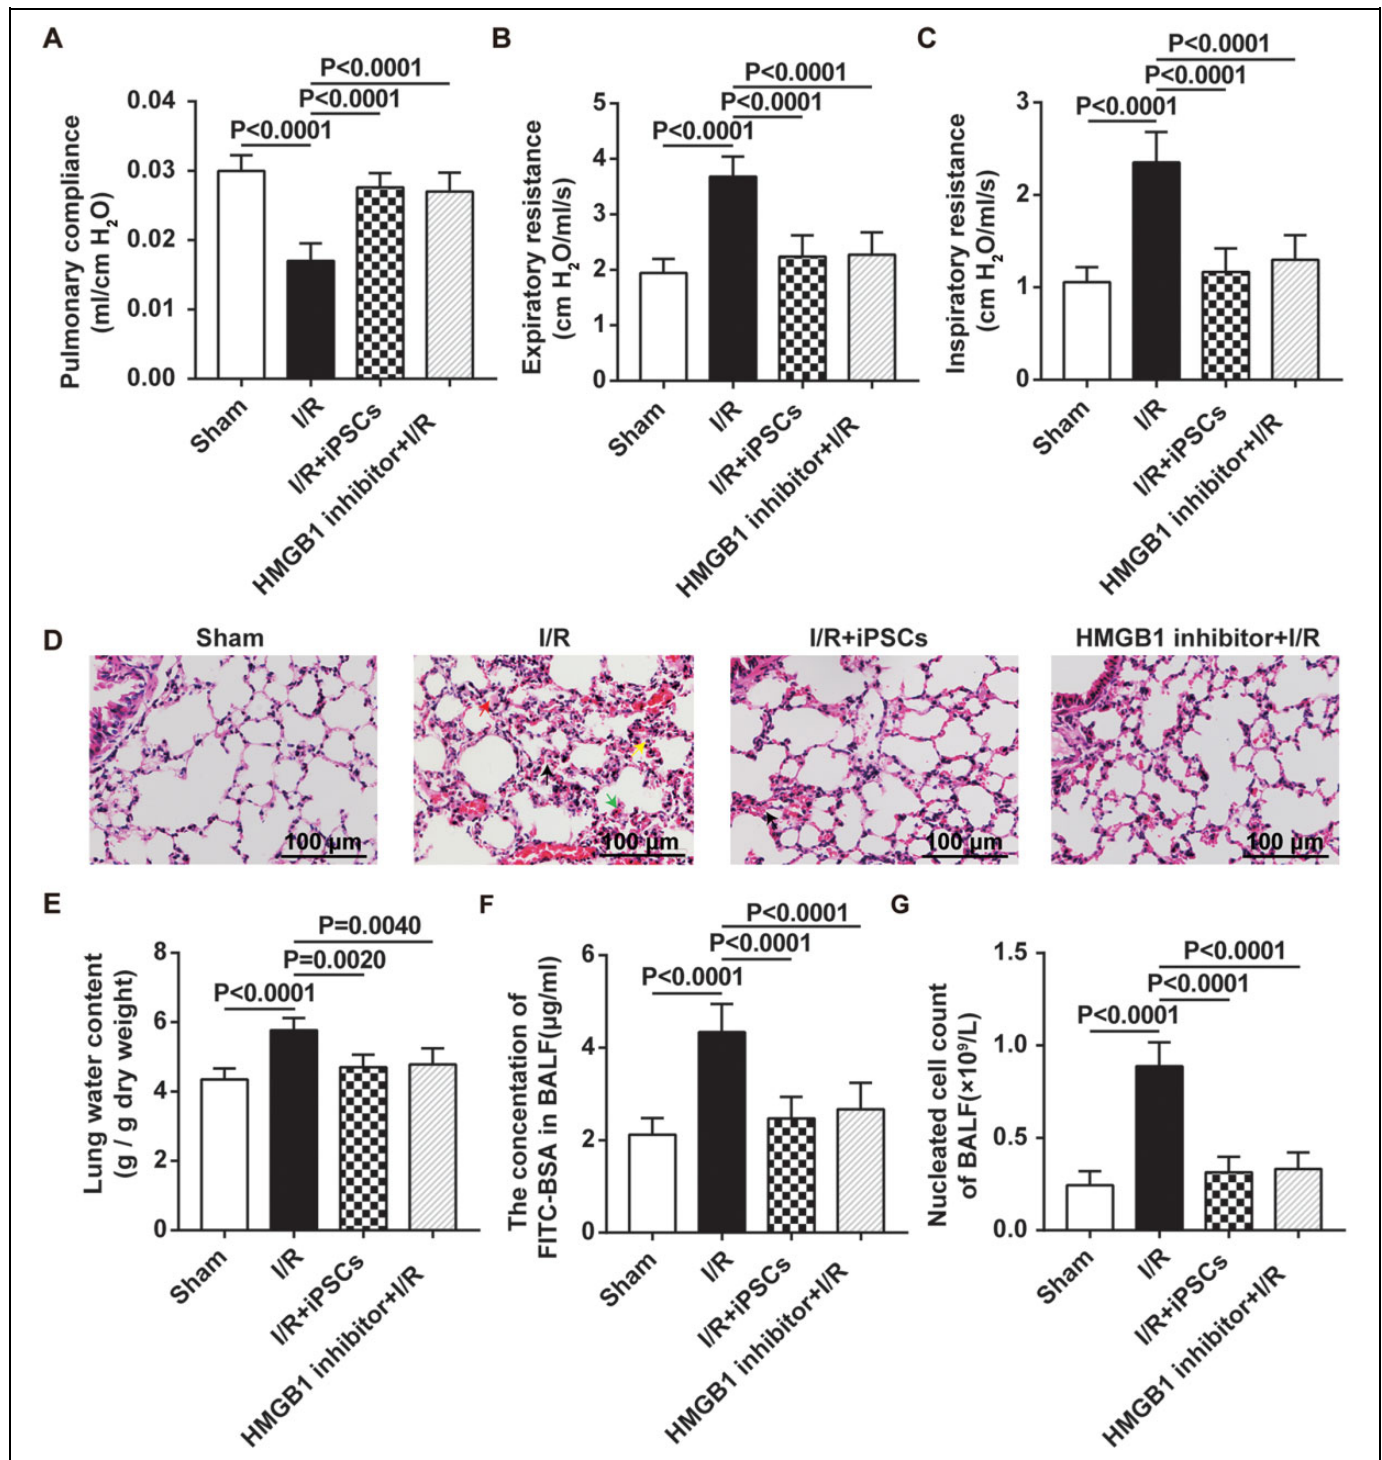 A
P<0.0001
P<0.0001
P<0.0001
Pulmonary compliance
(ml/cm H2O)
0.04
0.03
0.02
0.01
0.00
Sham
I/R
I/R+iPSCs
HMGB1 inhibitor+I/R
B
P<0.0001
P<0.0001
P<0.0001
Expiratory resistance
(cm H2O/ml/s)
5
4
3
2
1
0
Sham
I/R
I/R+iPSCs
HMGB1 inhibitor+I/R
C
P<0.0001
P<0.0001
P<0.0001
Inspiratory resistance
(cm H2O/ml/s)
3
2
1
0
Sham
I/R
I/R+iPSCs
HMGB1 inhibitor+I/R
D
Sham
I/R
I/R+iPSCs
HMGB1 inhibitor+I/R
100 μm
100 μm
100 μm
100 μm
E
P=0.0040
P=0.0020
P<0.0001
Lung water content
(g / g dry weight)
8
6
4
2
0
Sham
I/R
I/R+iPSCs
HMGB1 inhibitor+I/R
F
P<0.0001
P<0.0001
P<0.0001
The concentation of
FITC-BSA in BALF(μg/ml)
6
4
2
0
Sham
I/R
I/R+iPSCs
HMGB1 inhibitor+I/R
G
P<0.0001
P<0.0001
P<0.0001
Nucleated cell count
of BALF(×10⁹/L)
1.5
1.0
0.5
0.0
Sham
I/R
I/R+iPSCs
HMGB1 inhibitor+I/R